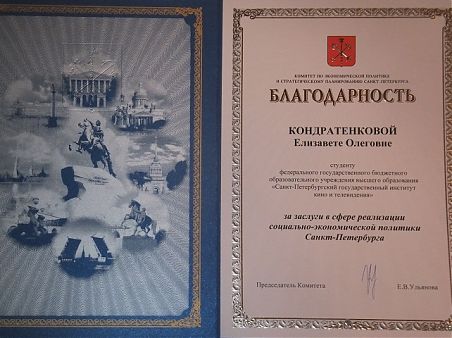 КОМИТЕТ ПО ЭКОНОМИЧЕСКОЙ ПОЛИТИКЕ
И СТРАТЕГИЧЕСКОМУ ПЛАНИРОВАНИЮ САНКТ-ПЕТЕРБУРГА
БЛАГОДАРНОСТЬ
КОНДРАТЕНКОВОЙ
Елизавете Олеговне
студенту
федерального государственного бюджетного
образовательного учреждения высшего образования
«Санкт-Петербургский государственный институт
кино и телевидения»
за заслуги в сфере реализации
социально-экономической политики
Санкт-Петербурга
Председатель Комитета Е.В.Ульянова